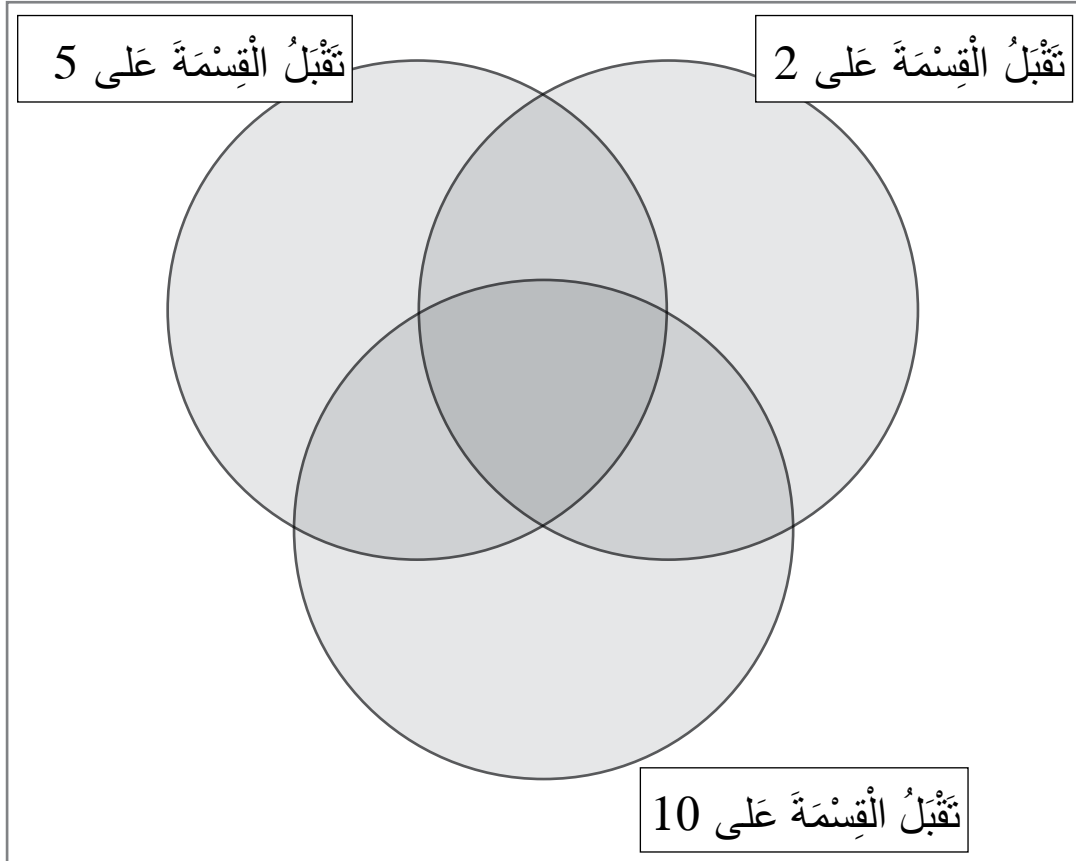 تَقْبَلُ الْقِسْمَةَ عَلى 2
تَقْبَلُ الْقِسْمَةَ عَلى 5
تَقْبَلُ الْقِسْمَةَ عَلى 10